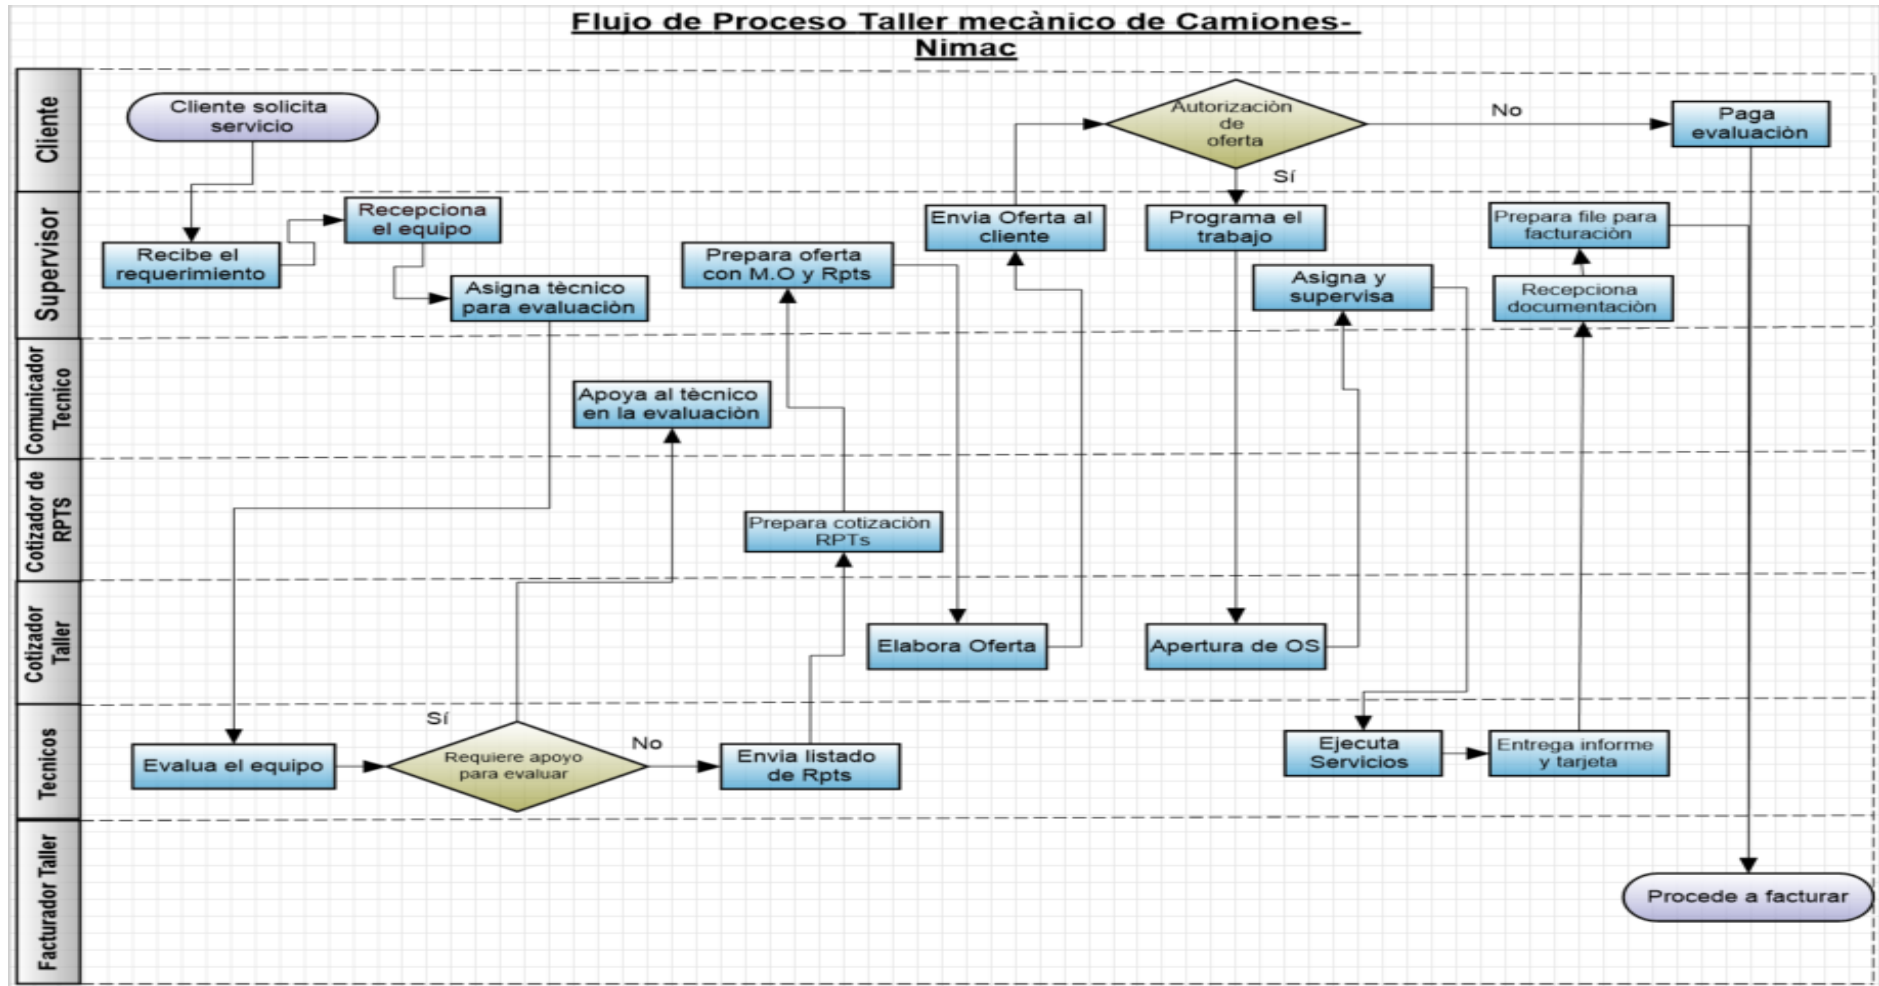 Flujo de Proceso Taller mecànico de Camiones-
Nimac
Cliente
Cliente solicita
servicio
Autorizaciòn
de
oferta
No
Sí
Paga
evaluaciòn
Supervisor
Recibe el
requerimiento
Recepciona
el equipo
Asigna tècnico
para evaluaciòn
Prepara oferta
con M.O y Rpts
Envia Oferta al
cliente
Programa el
trabajo
Asigna y
supervisa
Prepara file para
facturaciòn
Recepciona
documentaciòn
Comunicador
Tecnico
Apoya al tècnico
en la evaluaciòn
Cotizador de
RPTS
Prepara cotizaciòn
RPTs
Cotizador
Taller
Elabora Oferta
Apertura de OS
Tecnicos
Evalua el equipo
Sí
Requiere apoyo
para evaluar
No
Envia listado
de Rpts
Ejecuta
Servicios
Entrega informe
y tarjeta
Facturador Taller
Procede a facturar